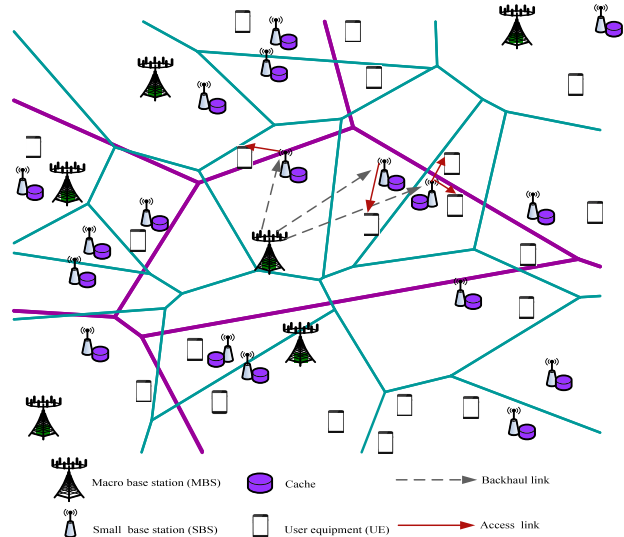 Macro base station (MBS) Cache Backhaul link
Small base station (SBS) User equipment (UE) Access link